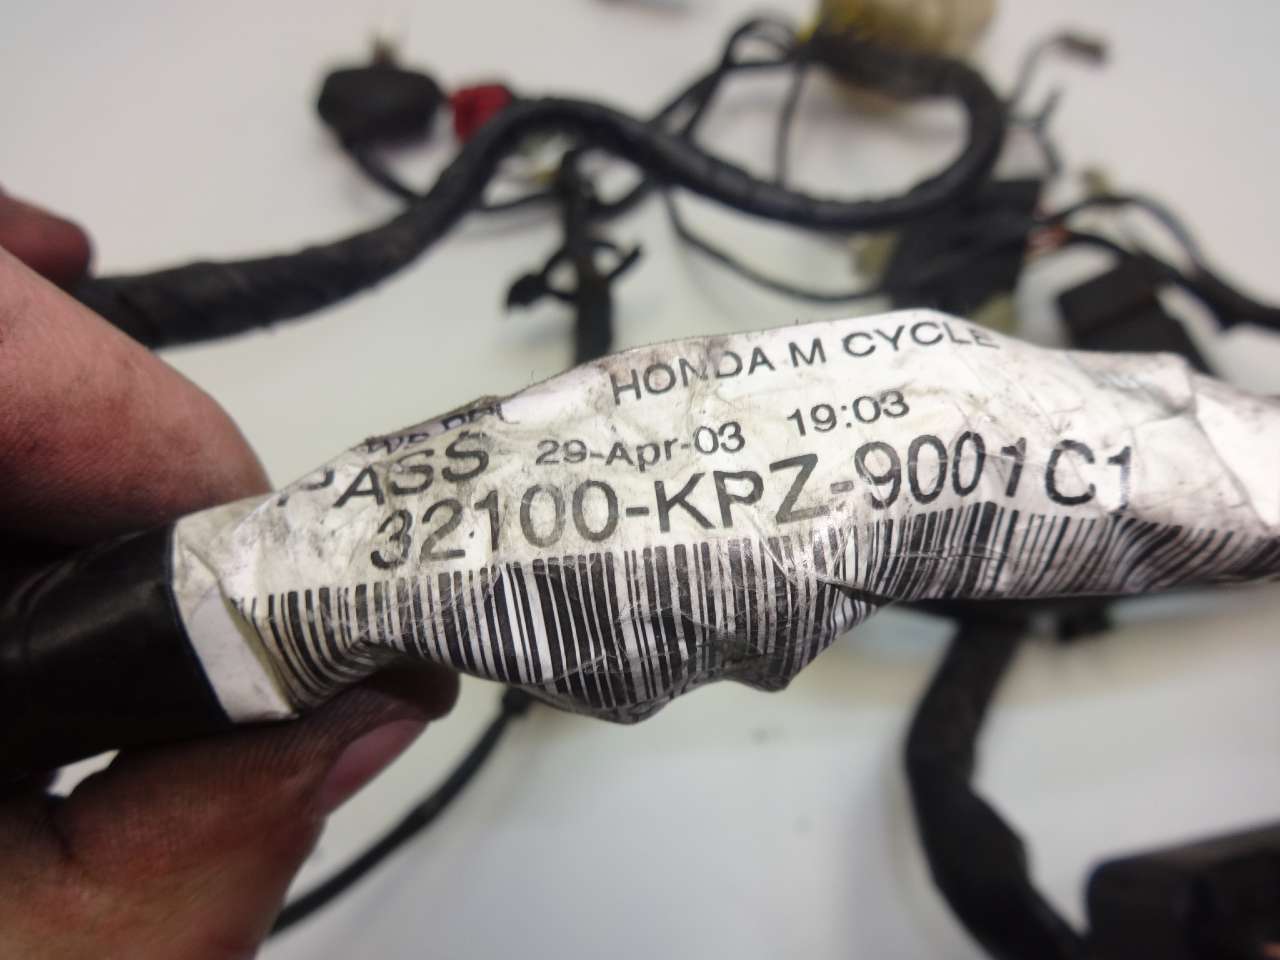 HONDA M CYCLE
PASS 29-Apr-03 19:03
32100-KPZ-9001C1